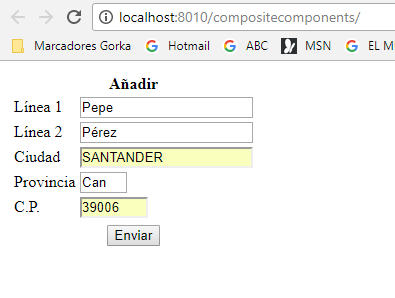 localhost:8010/compositecomponents/
Marcadores Gorka Hotmail ABC MSN EL MU
Añadir
Línea 1 Pepe
Línea 2 Pérez
Ciudad SANTANDER
Provincia Can
C.P. 39006
Enviar